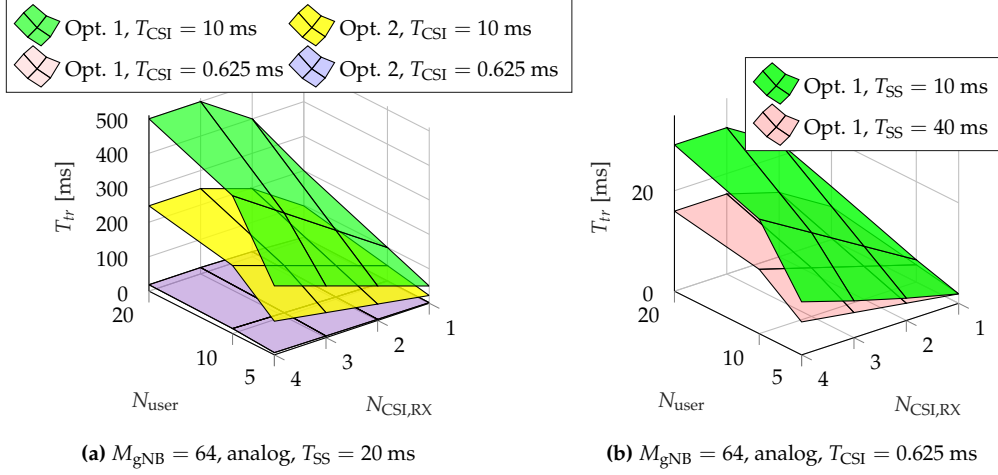 Opt. 1, T_CSI = 10 ms
Opt. 2, T_CSI = 10 ms
Opt. 1, T_CSI = 0.625 ms
Opt. 2, T_CSI = 0.625 ms
500
400
300
200
100
0
T_tr [ms]
20
10
5
N_user
4
3
2
1
N_CSI,RX
(a) M_gNB = 64, analog, T_SS = 20 ms
Opt. 1, T_SS = 10 ms
Opt. 1, T_SS = 40 ms
20
0
T_tr [ms]
20
10
5
N_user
4
3
2
1
N_CSI,RX
(b) M_gNB = 64, analog, T_CSI = 0.625 ms